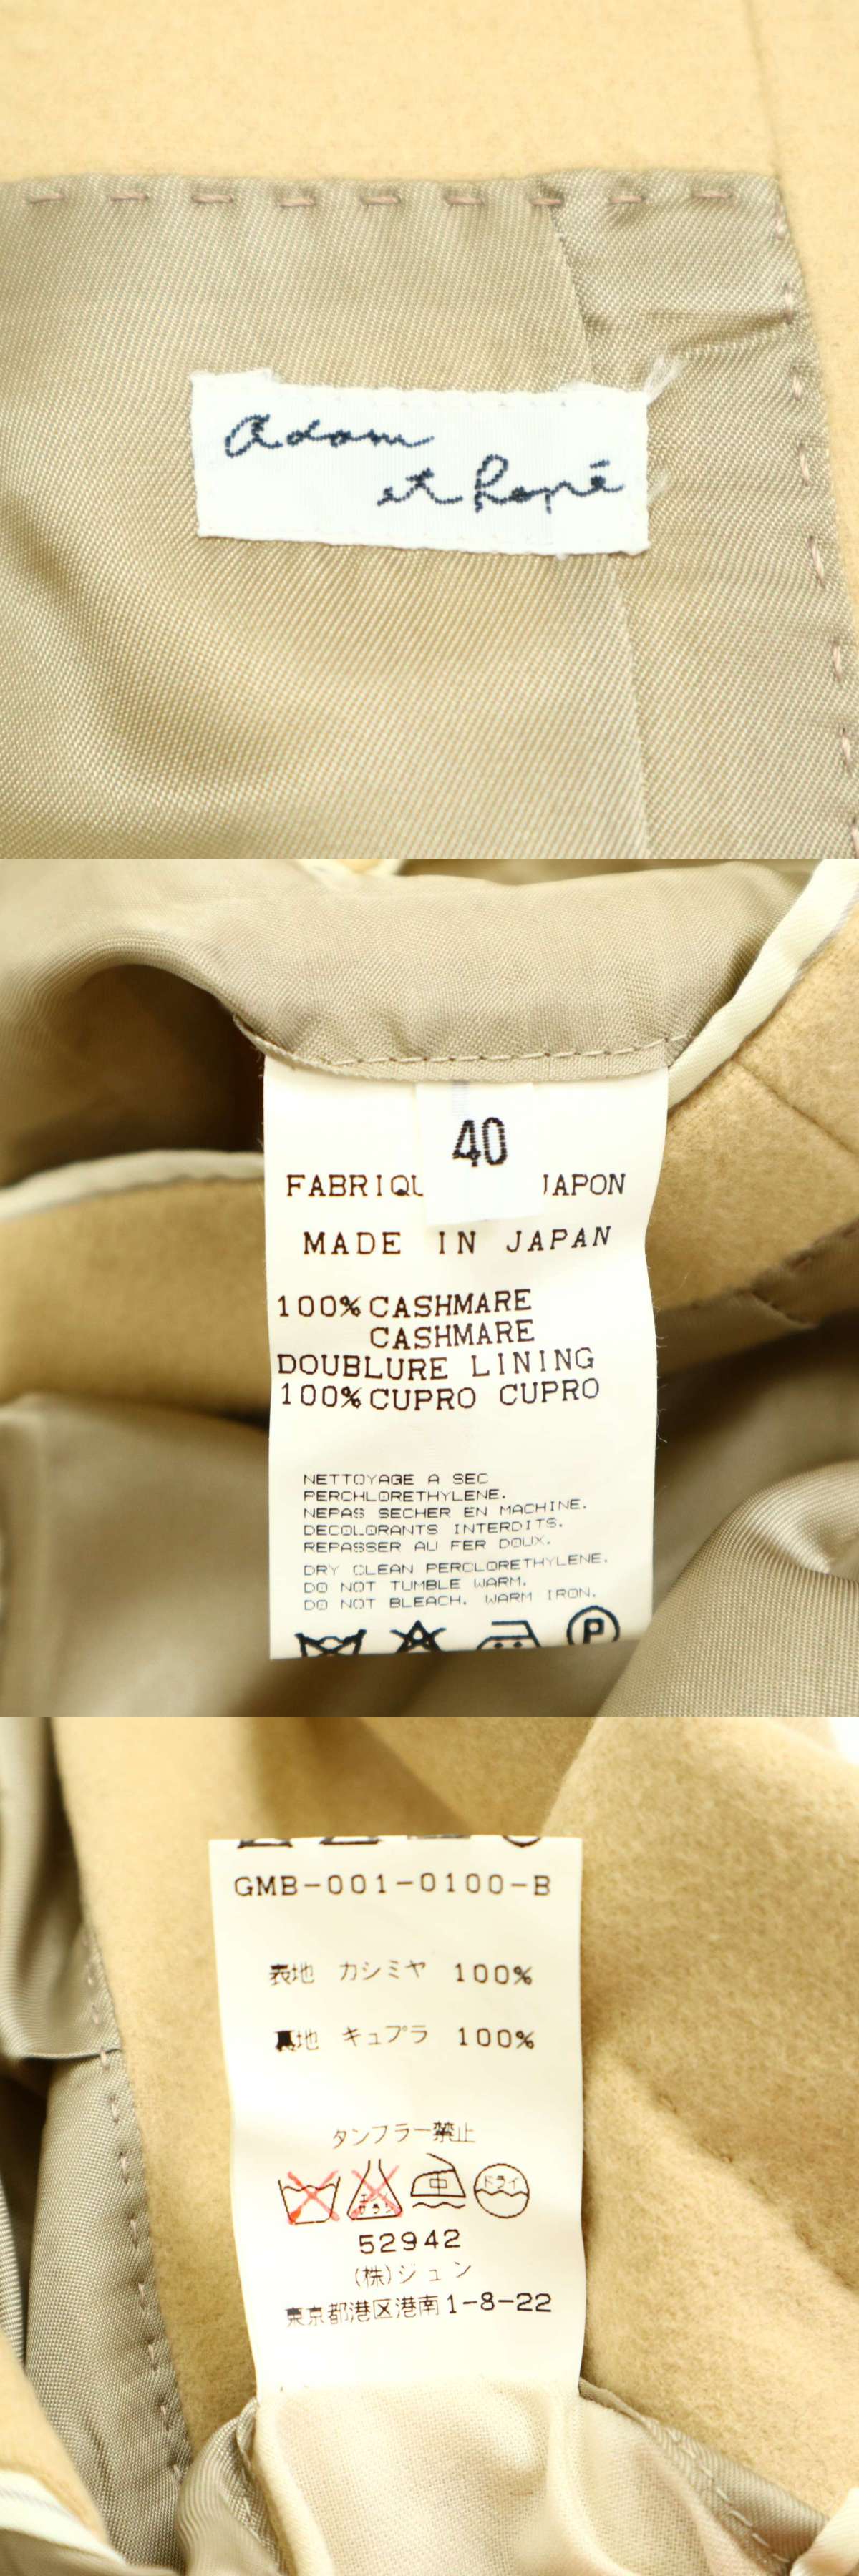 Adam
et Ropé
40
FABRIQU JAPON
MADE IN JAPAN
100% CASHMARE
CASHMARE
DOUBLURE LINING
100% CUPRO CUPRO
NETTOYAGE A SEC
PERCHLORETHYLENE.
NEPAS SECHER EN MACHINE.
DECOLORANTS INTERDITS.
REPASSER AU FER DOUX.
DRY CLEAN PERCLORETHYLENE.
DO NOT TUMBLE WARM.
DO NOT BLEACH. WARM IRON.
P
GMB-001-0100-B
表地 カシミヤ 100%
裏地 キュプラ 100%
タンブラー禁止
中 ドライ
52942
(株)ジュン
東京都港区港南1-8-22